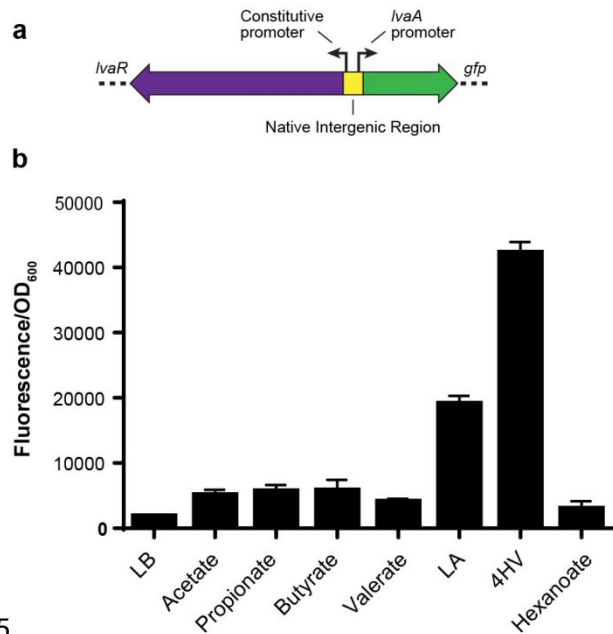 a
Constitutive promoter
lvaA promoter
lvaR
gfp
Native Intergenic Region
b
Fluorescence/OD600
50000
40000
30000
20000
10000
0
LB
Acetate
Propionate
Butyrate
Valerate
LA
4HV
Hexanoate
5